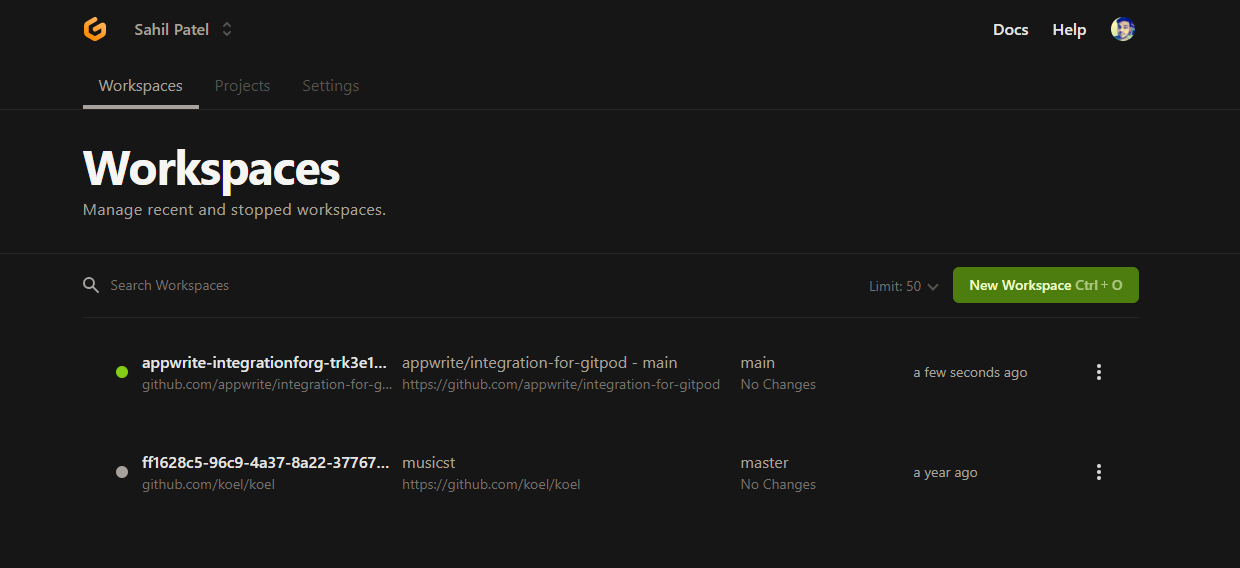 Sahil Patel
Docs Help
Workspaces Projects Settings
Workspaces
Manage recent and stopped workspaces.
Search Workspaces
Limit: 50
New Workspace Ctrl + O
appwrite-integrationforg-trk3e1... appwrite/integration-for-gitpod - main main
github.com/appwrite/integration-for-g... https://github.com/appwrite/integration-for-gitpod No Changes
a few seconds ago
ff1628c5-96c9-4a37-8a22-37767... musicst master
github.com/koel/koel https://github.com/koel/koel No Changes
a year ago